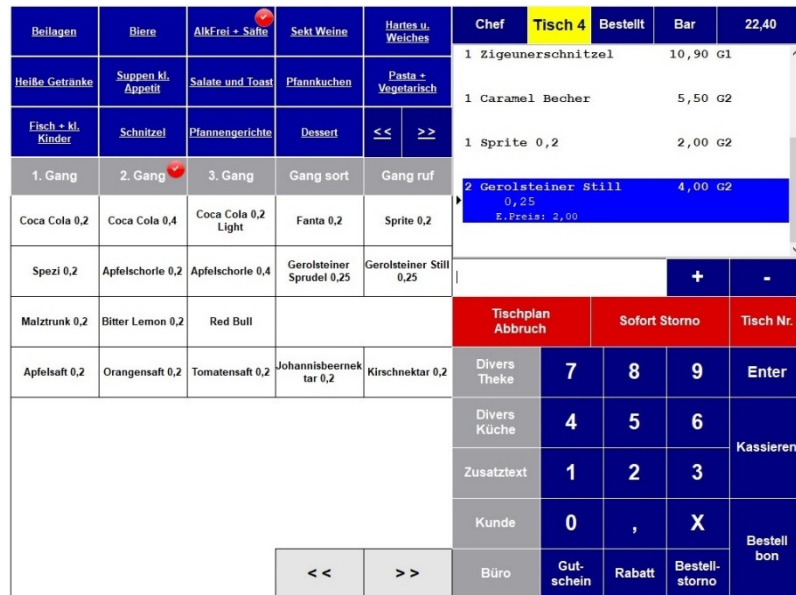 Beilagen
Biere
AlkFrei + Säfte
Sekt Weine
Hartes u.
Weiches
Heiße Getränke
Suppen kl.
Appetit
Salate und Toast
Pfannkuchen
Pasta +
Vegetarisch
Fisch + kl.
Kinder
Schnitzel
Pfannengerichte
Dessert
<<
>>
1. Gang
2. Gang
3. Gang
Gang sort
Gang ruf
Coca Cola 0,2
Coca Cola 0,4
Coca Cola 0,2
Light
Fanta 0,2
Sprite 0,2
Spezi 0,2
Apfelschorle 0,2
Apfelschorle 0,4
Gerolsteiner
Sprudel 0,25
Gerolsteiner Still
0,25
Malztrunk 0,2
Bitter Lemon 0,2
Red Bull
Apfelsaft 0,2
Orangensaft 0,2
Tomatensaft 0,2
Johannisbeernek
tar 0,2
Kirschnektar 0,2
< <
> >
Chef
Tisch 4
Bestellt
Bar
22,40
1 Zigeunerschnitzel 10,90 G1
1 Caramel Becher 5,50 G2
1 Sprite 0,2 2,00 G2
2 Gerolsteiner Still 4,00 G2
0,25
E.Preis: 2,00
+
-
Tischplan
Abbruch
Sofort Storno
Tisch Nr.
Divers
Theke
7
8
9
Enter
Divers
Küche
4
5
6
Kassieren
Zusatztext
1
2
3
Kunde
0
,
X
Bestell
bon
Büro
Gut-
schein
Rabatt
Bestell-
storno